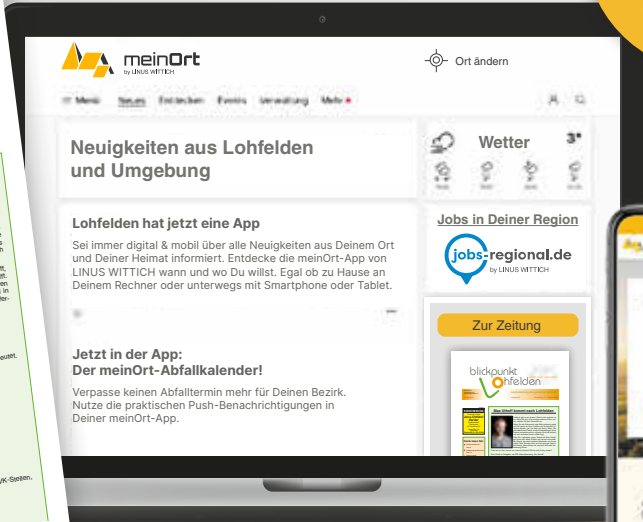 meinOrt
by LINUS WITTICH
Ort ändern
Menü Neues Entdecken Events Verwaltung Mehr
Neuigkeiten aus Lohfelden
und Umgebung
Wetter
3°
Lohfelden hat jetzt eine App
Sei immer digital & mobil über alle Neuigkeiten aus Deinem Ort
und Deiner Heimat informiert. Entdecke die meinOrt-App von
LINUS WITTICH wann und wo Du willst. Egal ob zu Hause an
Deinem Rechner oder unterwegs mit Smartphone oder Tablet.
Jetzt in der App:
Der meinOrt-Abfallkalender!
Verpasse keinen Abfalltermin mehr für Deinen Bezirk.
Nutze die praktischen Push-Benachrichtigungen in
Deiner meinOrt-App.
Jobs in Deiner Region
jobs-regional.de
by LINUS WITTICH
Zur Zeitung
blickpunkt
Lohfelden
VK-Stellen,